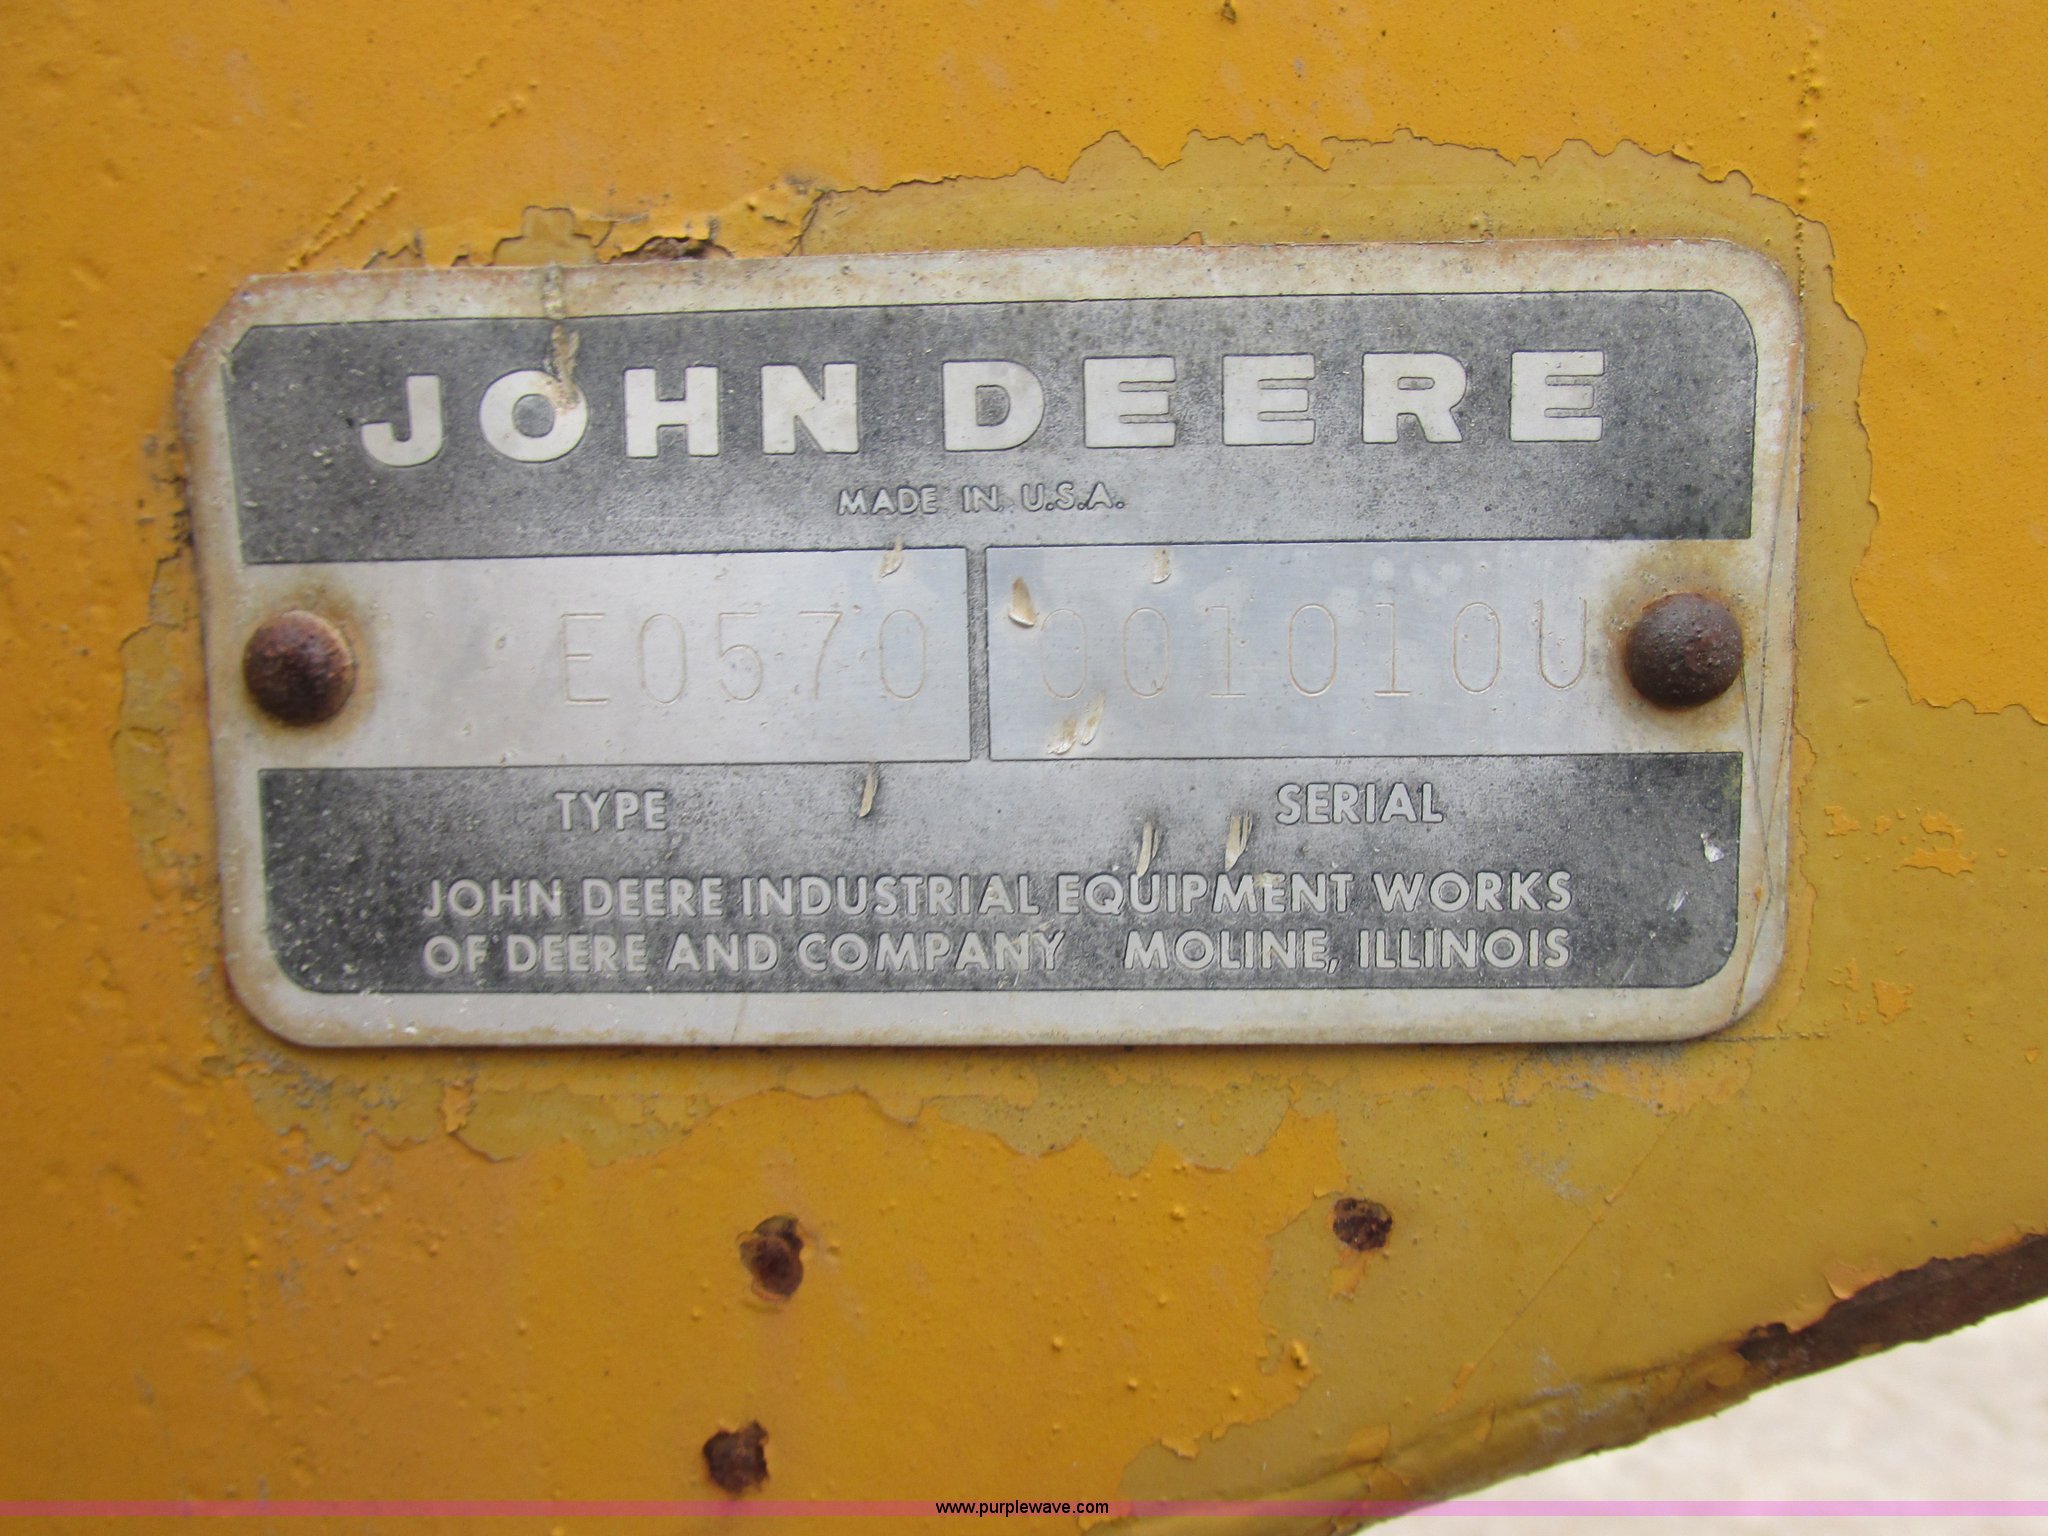 JOHN DEERE
MADE IN U.S.A.
E0570 001010U
TYPE SERIAL
JOHN DEERE INDUSTRIAL EQUIPMENT WORKS
OF DEERE AND COMPANY MOLINE, ILLINOIS
www.purplewave.com